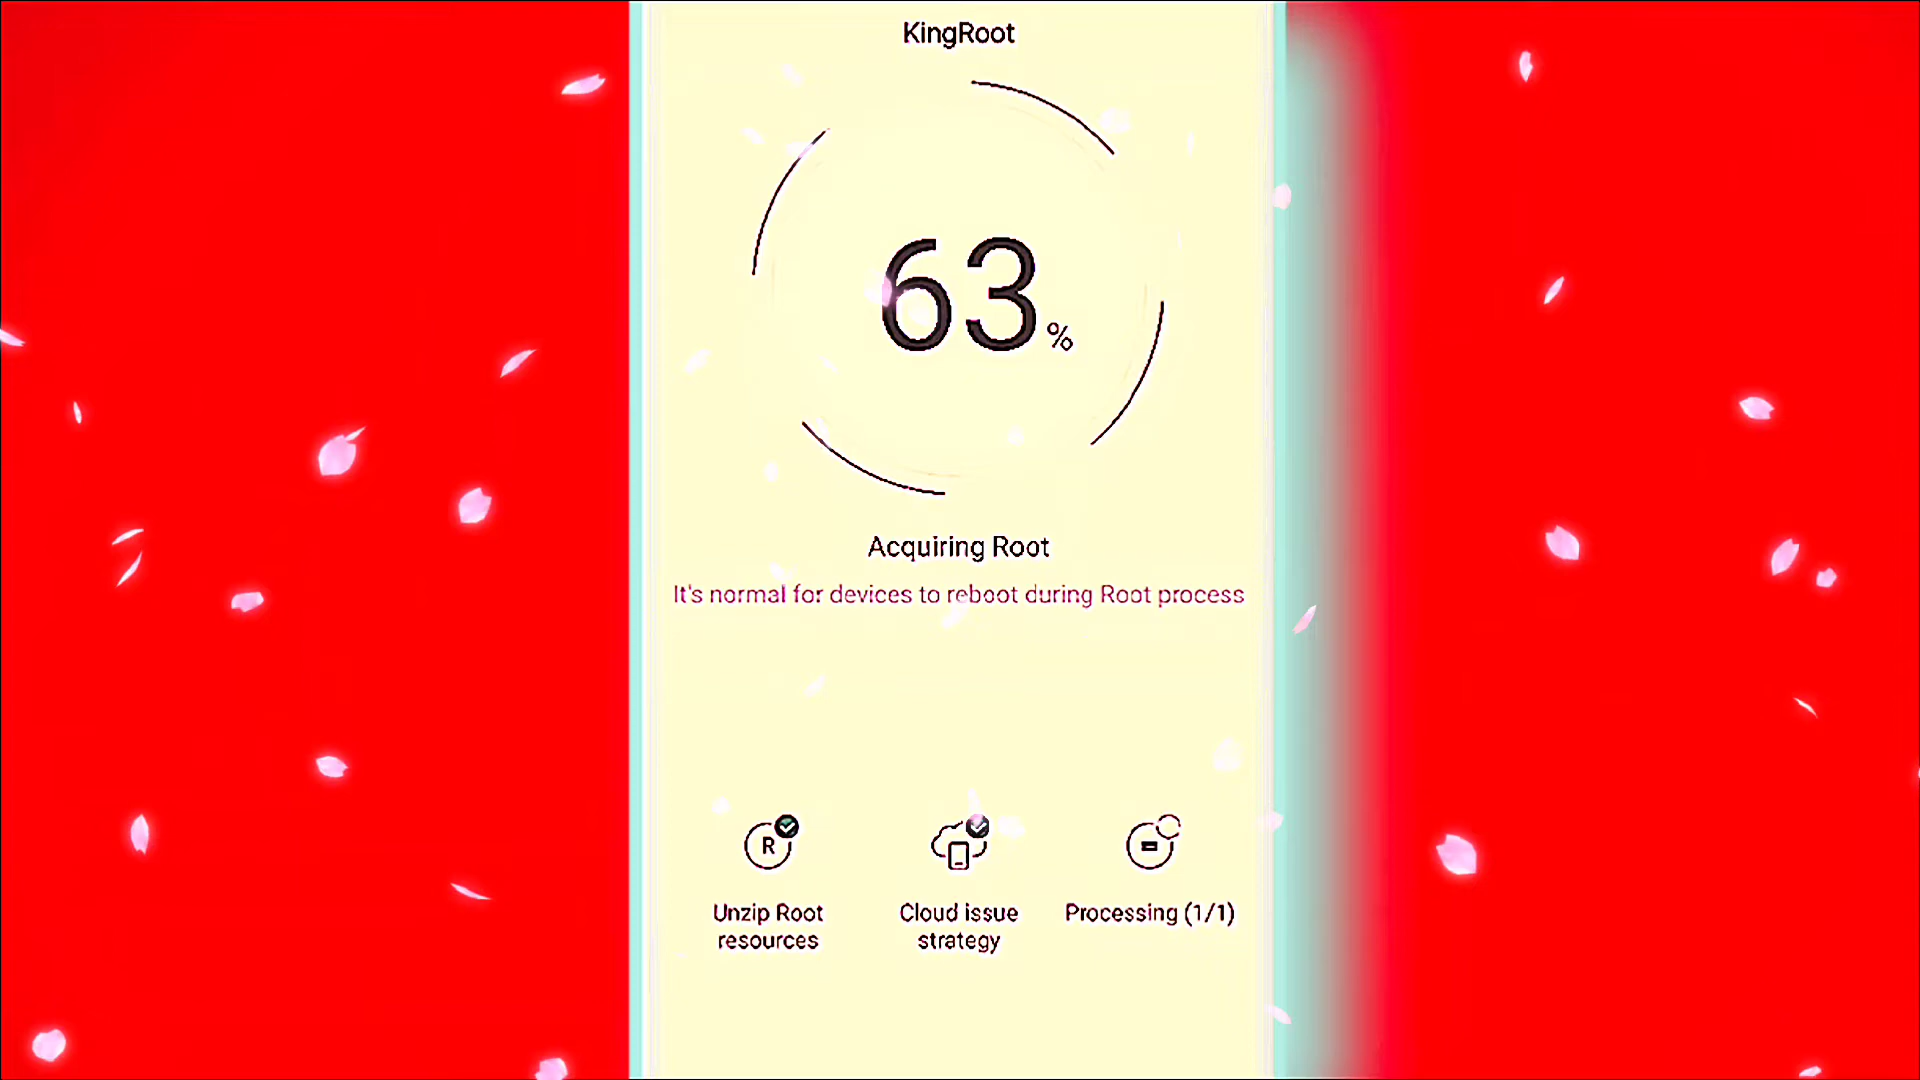 KingRoot
63%
Acquiring Root
It's normal for devices to reboot during Root process
R
Unzip Root
resources
Cloud issue
strategy
Processing (1/1)